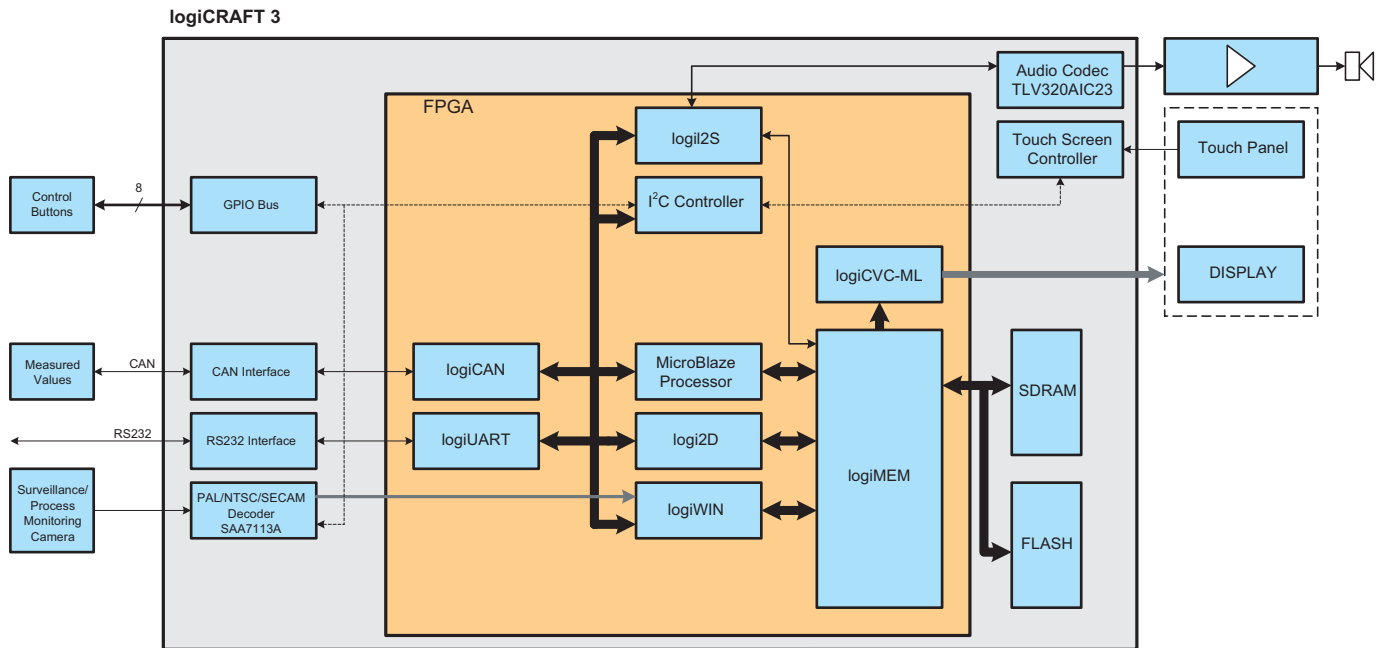 logiCRAFT 3
FPGA
Audio Codec
TLV320AIC23
logiI2S
Touch Screen
Controller
Touch Panel
Control
Buttons
8
GPIO Bus
I²C Controller
logiCVC-ML
DISPLAY
Measured
Values
CAN
CAN Interface
logiCAN
MicroBlaze
Processor
SDRAM
RS232
RS232 Interface
logiUART
logi2D
logiMEM
Surveillance/
Process
Monitoring
Camera
PAL/NTSC/SECAM
Decoder
SAA7113A
logiWIN
FLASH